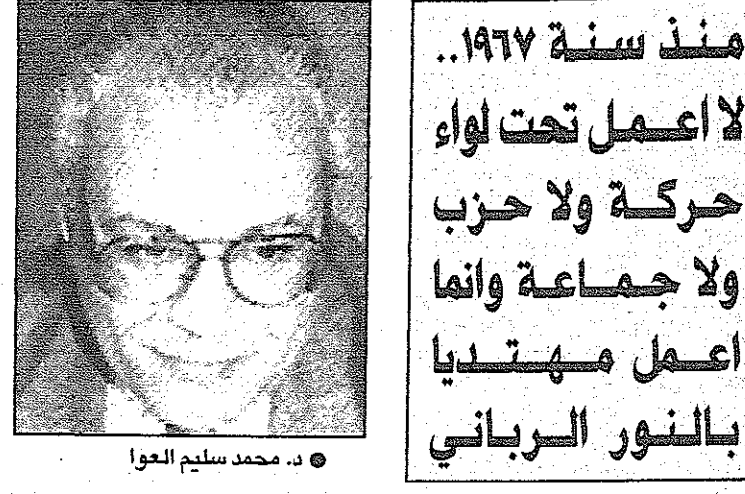 منذ سنة ١٩٦٧..
لا اعمل تحت لواء
حركة ولا حزب
ولا جماعة وانما
اعمل مهتديا
بالنور الرباني
● د. محمد سليم العوا